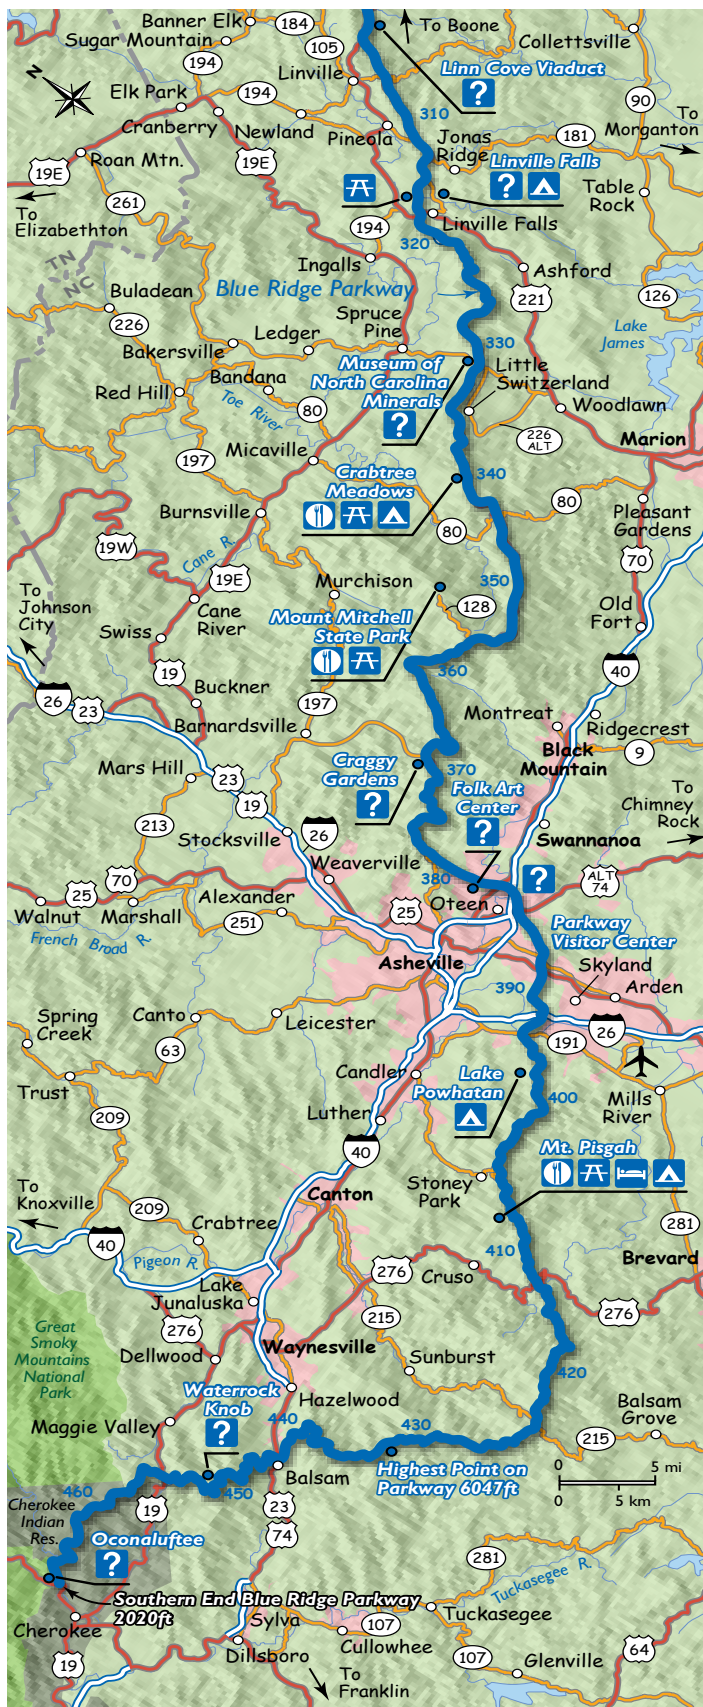 Banner Elk
184
To Boone
Sugar Mountain
194
105
Collettsville
Linn Cove Viaduct
?
Linville
Elk Park
194
310
90
N
Cranberry
Newland
Pineola
To
Morganton
Jonas
Ridge
181
19E
Roan Mtn.
19E
Linville Falls
?
Table
Rock
To
Elizabethton
261
Linville Falls
194
320
TN
NC
Ingalls
Ashford
Buladean
Blue Ridge Parkway
221
126
226
Spruce
Pine
Lake
James
Ledger
330
Bakersville
Museum of
North Carolina
Minerals
?
Little
Switzerland
Red Hill
Bandana
Toe River
80
Woodlawn
226
ALT
Marion
197
Micaville
Crabtree
Meadows
340
Burnsville
80
80
Pleasant
Gardens
19W
Cane R.
19E
70
To
Johnson
City
Murchison
350
128
Cane
River
Mount Mitchell
State Park
Old
Fort
Swiss
19
360
40
26
23
Buckner
197
Montreat
Ridgecrest
Barnardsville
Black
Mountain
9
Mars Hill
23
Craggy
Gardens
?
370
Folk Art
Center
?
To
Chimney
Rock
19
213
Stocksville
26
Swannanoa
Weaverville
380
?
ALT
74
70
25
Walnut
Marshall
Alexander
25
Oteen
251
French Broad R.
Parkway
Visitor Center
Asheville
Skyland
390
Arden
Spring
Creek
Canto
Leicester
63
191
26
Trust
Candler
Lake
Powhatan
400
Mills
River
209
Luther
40
Mt. Pisgah
To
Knoxville
Stoney
Park
Canton
209
Crabtree
281
40
Pigeon R.
410
Brevard
276
Cruso
Lake
Junaluska
276
215
276
Great
Smoky
Mountains
National
Park
Waynesville
Dellwood
Sunburst
420
Waterrock
Knob
?
Hazelwood
Maggie Valley
440
430
Balsam
Grove
215
Highest Point on
Parkway 6047ft
0 5 mi
0 5 km
460
450
Balsam
Cherokee
Indian
Res.
19
23
74
Oconaluftee
?
281
Tuckasegee R.
Southern End Blue Ridge Parkway
2020ft
Cherokee
Sylva
107
Tuckasegee
Cullowhee
Dillsboro
64
19
107
To
Franklin
Glenville